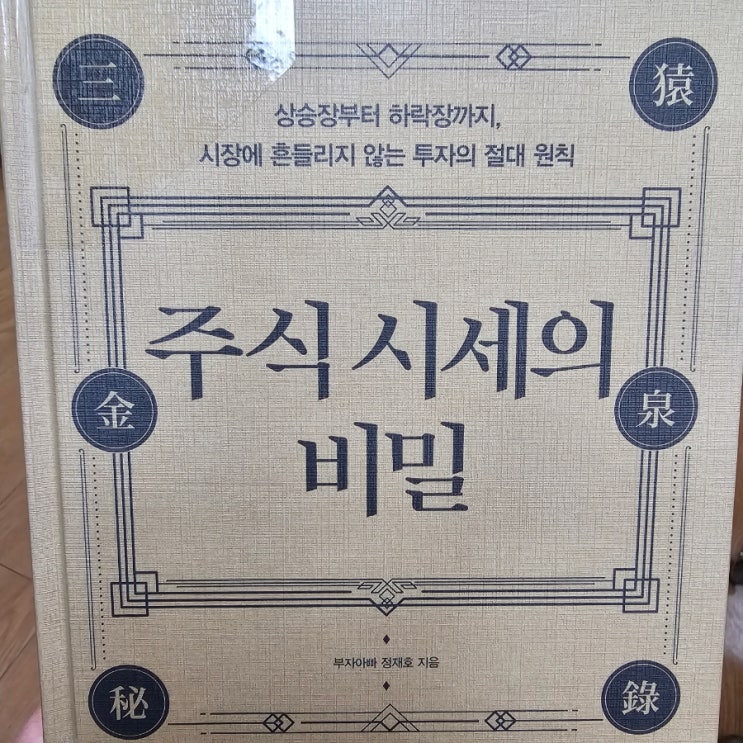 三 猿
상승장부터 하락장까지,
시장에 흔들리지 않는 투자의 절대 원칙
주식 시세의
金 泉
비밀
부자아빠 정재호 지음
秘 錄